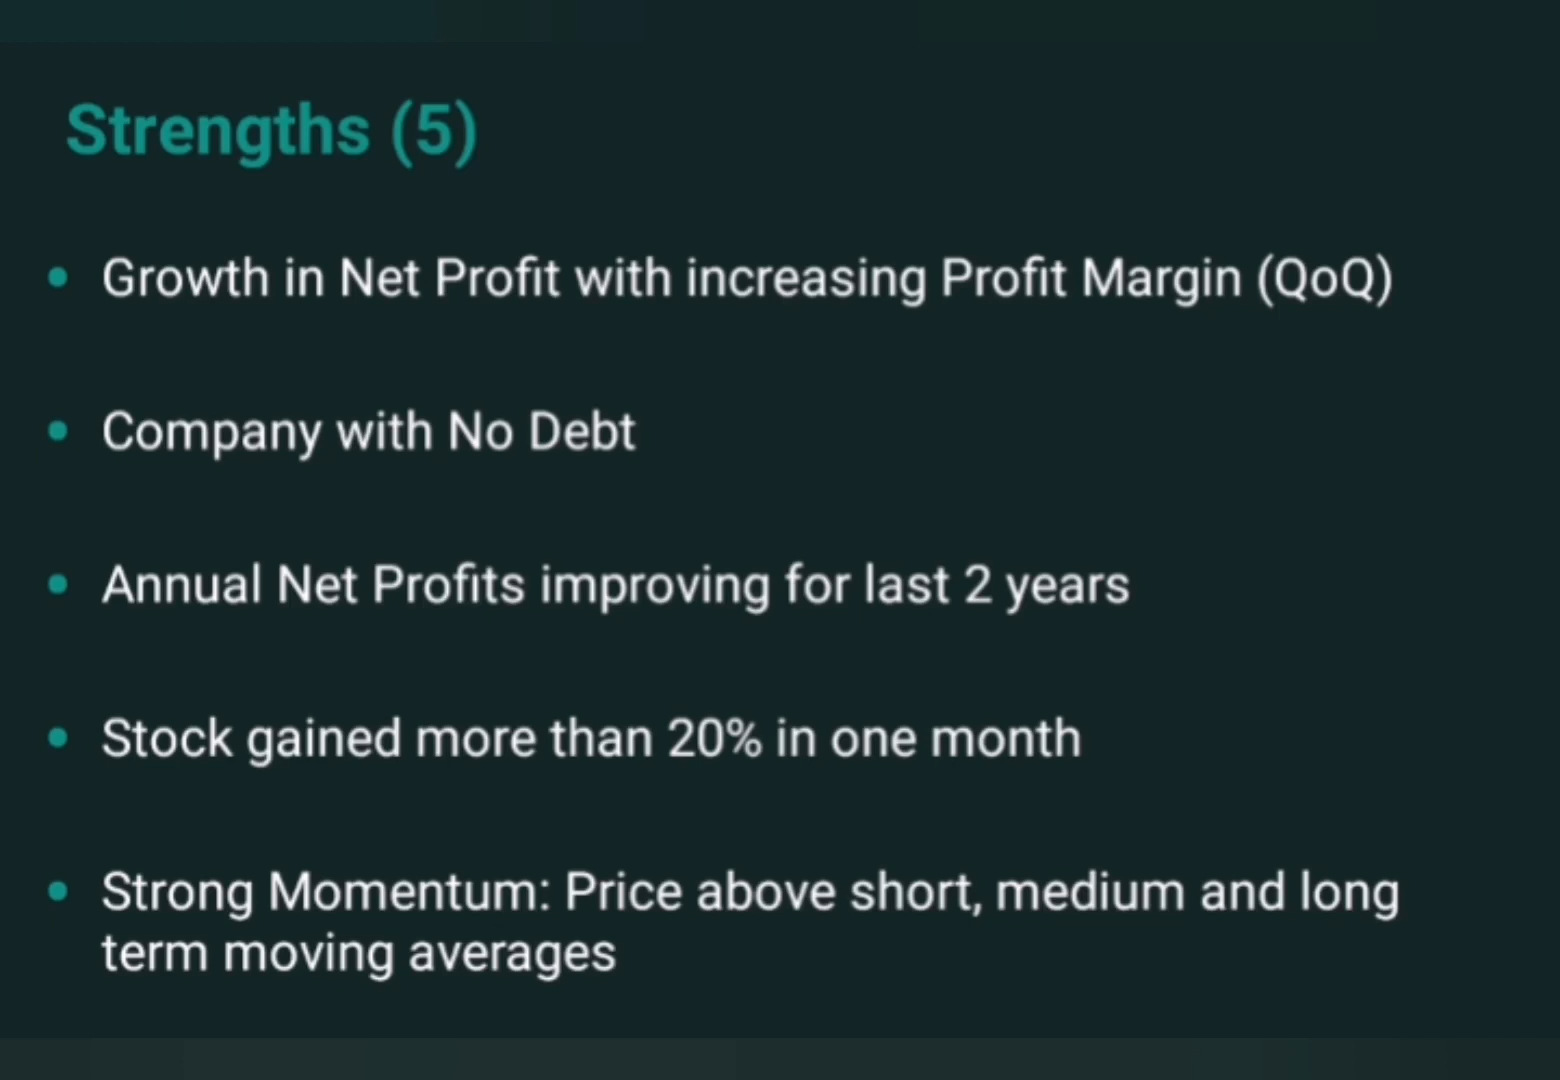 Strengths (5)
Growth in Net Profit with increasing Profit Margin (QoQ)
Company with No Debt
Annual Net Profits improving for last 2 years
Stock gained more than 20% in one month
Strong Momentum: Price above short, medium and long
term moving averages